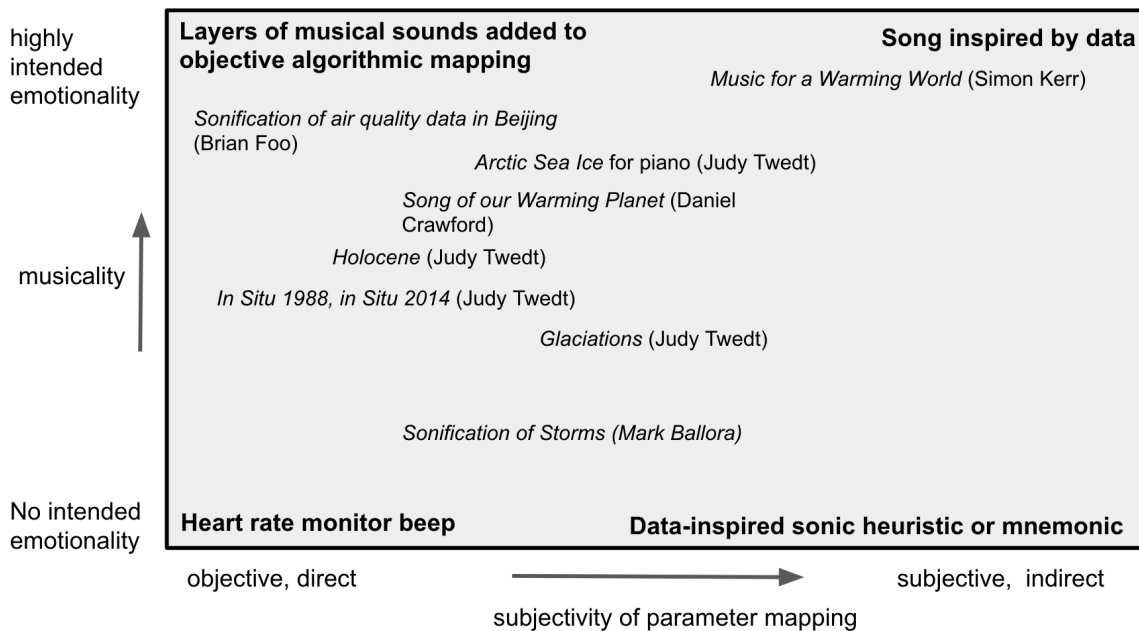 highly
intended
emotionality
Layers of musical sounds added to
objective algorithmic mapping
Song inspired by data
Music for a Warming World (Simon Kerr)
Sonification of air quality data in Beijing
(Brian Foo)
Arctic Sea Ice for piano (Judy Twedt)
Song of our Warming Planet (Daniel
Crawford)
Holocene (Judy Twedt)
musicality
In Situ 1988, in Situ 2014 (Judy Twedt)
Glaciations (Judy Twedt)
Sonification of Storms (Mark Ballora)
No intended
emotionality
Heart rate monitor beep
Data-inspired sonic heuristic or mnemonic
objective, direct
subjective, indirect
subjectivity of parameter mapping